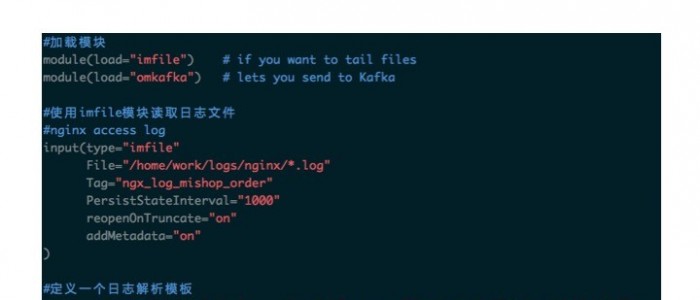 #加载模块
module(load="imfile")    # if you want to tail files
module(load="omkafka")   # lets you send to Kafka
#使用imfile模块读取日志文件
#nginx access log
input(type="imfile"
      File="/home/work/logs/nginx/*.log"
      Tag="ngx_log_mishop_order"
      PersistStateInterval="1000"
      reopenOnTruncate="on"
      addMetadata="on"
)
#定义一个日志解析模板